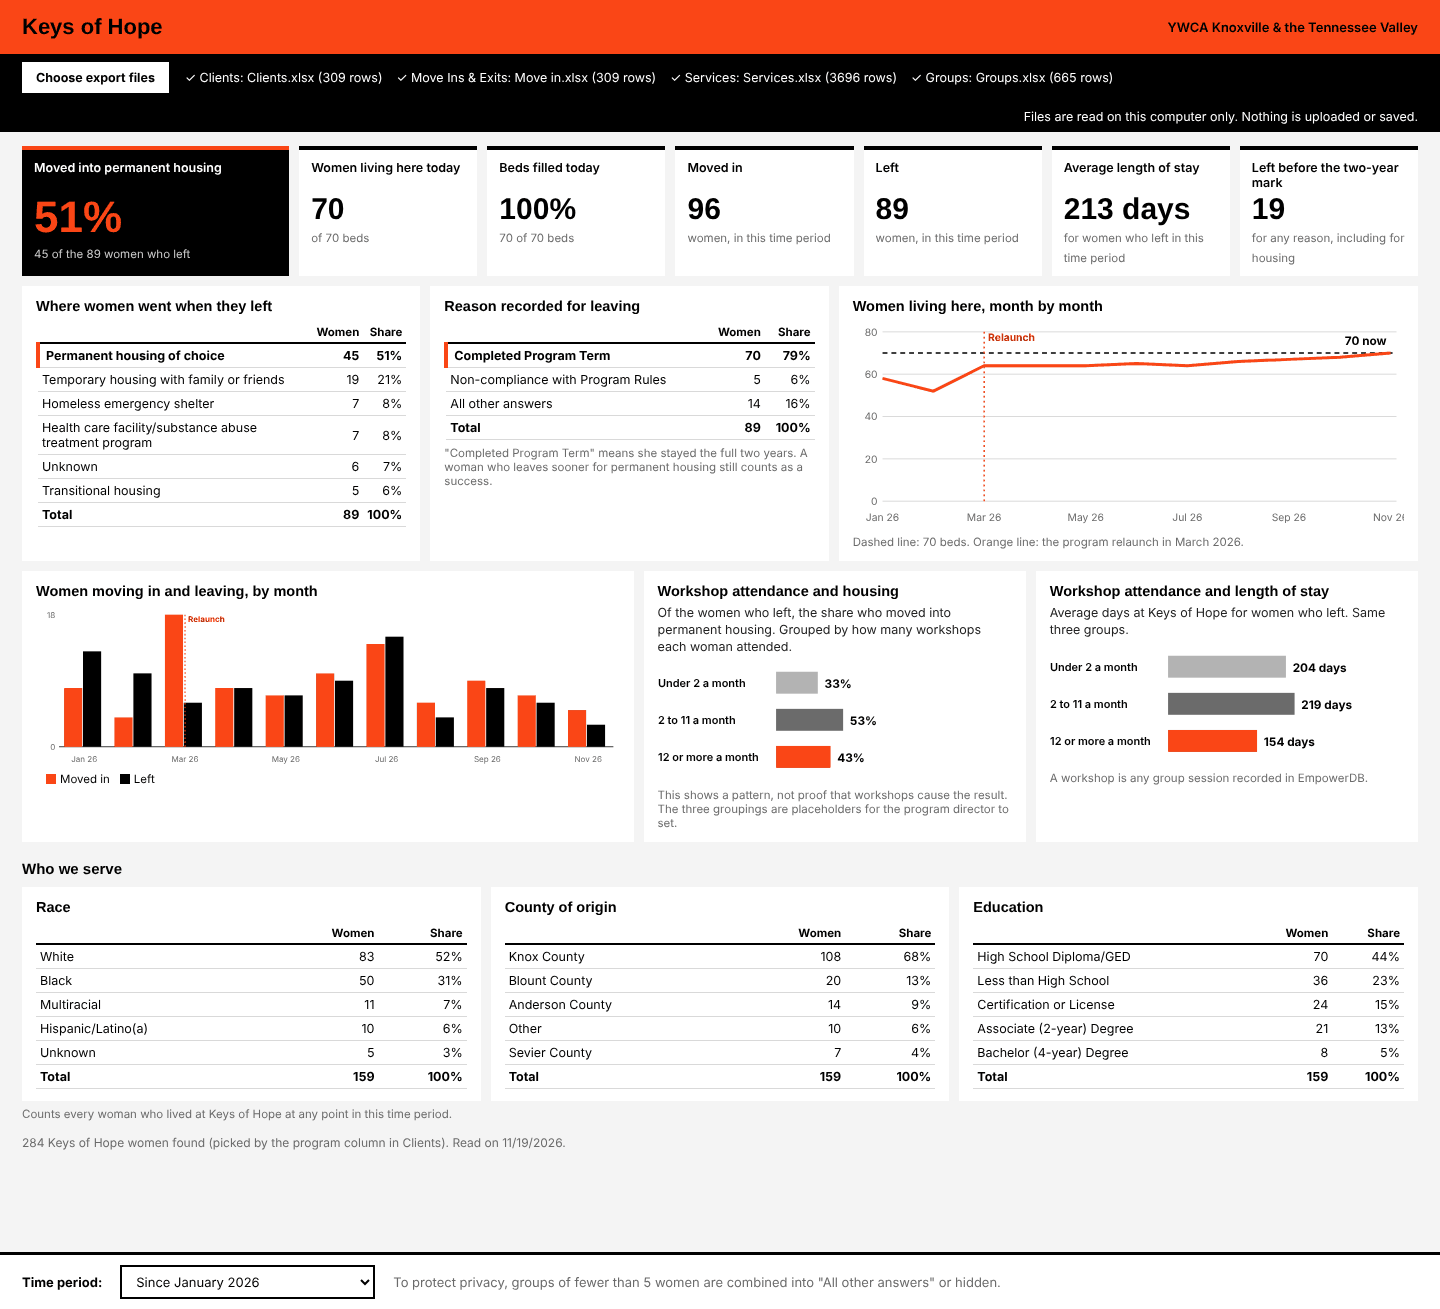 Keys of Hope
YWCA Knoxville & the Tennessee Valley
Choose export files
✓ Clients: Clients.xlsx (309 rows) ✓ Move Ins & Exits: Move in.xlsx (309 rows) ✓ Services: Services.xlsx (3696 rows) ✓ Groups: Groups.xlsx (665 rows)
Files are read on this computer only. Nothing is uploaded or saved.
Moved into permanent housing
51%
45 of the 89 women who left
Women living here today
70
of 70 beds
Beds filled today
100%
70 of 70 beds
Moved in
96
women, in this time period
Left
89
women, in this time period
Average length of stay
213 days
for women who left in this
time period
Left before the two-year
mark
19
for any reason, including for
housing
Where women went when they left
Women Share
Permanent housing of choice 45 51%
Temporary housing with family or friends 19 21%
Homeless emergency shelter 7 8%
Health care facility/substance abuse
treatment program 7 8%
Unknown 6 7%
Transitional housing 5 6%
Total 89 100%
Reason recorded for leaving
Women Share
Completed Program Term 70 79%
Non-compliance with Program Rules 5 6%
All other answers 14 16%
Total 89 100%
"Completed Program Term" means she stayed the full two years. A
woman who leaves sooner for permanent housing still counts as a
success.
Women living here, month by month
80
60
40
20
0
Relaunch
70 now
Jan 26 Mar 26 May 26 Jul 26 Sep 26 Nov 26
Dashed line: 70 beds. Orange line: the program relaunch in March 2026.
Women moving in and leaving, by month
18
0
Relaunch
Jan 26 Mar 26 May 26 Jul 26 Sep 26 Nov 26
Moved in Left
Workshop attendance and housing
Of the women who left, the share who moved into
permanent housing. Grouped by how many workshops
each woman attended.
Under 2 a month 33%
2 to 11 a month 53%
12 or more a month 43%
This shows a pattern, not proof that workshops cause the result.
The three groupings are placeholders for the program director to
set.
Workshop attendance and length of stay
Average days at Keys of Hope for women who left. Same
three groups.
Under 2 a month 204 days
2 to 11 a month 219 days
12 or more a month 154 days
A workshop is any group session recorded in EmpowerDB.
Who we serve
Race
Women Share
White 83 52%
Black 50 31%
Multiracial 11 7%
Hispanic/Latino(a) 10 6%
Unknown 5 3%
Total 159 100%
County of origin
Women Share
Knox County 108 68%
Blount County 20 13%
Anderson County 14 9%
Other 10 6%
Sevier County 7 4%
Total 159 100%
Education
Women Share
High School Diploma/GED 70 44%
Less than High School 36 23%
Certification or License 24 15%
Associate (2-year) Degree 21 13%
Bachelor (4-year) Degree 8 5%
Total 159 100%
Counts every woman who lived at Keys of Hope at any point in this time period.
284 Keys of Hope women found (picked by the program column in Clients). Read on 11/19/2026.
Time period: Since January 2026 To protect privacy, groups of fewer than 5 women are combined into "All other answers" or hidden.